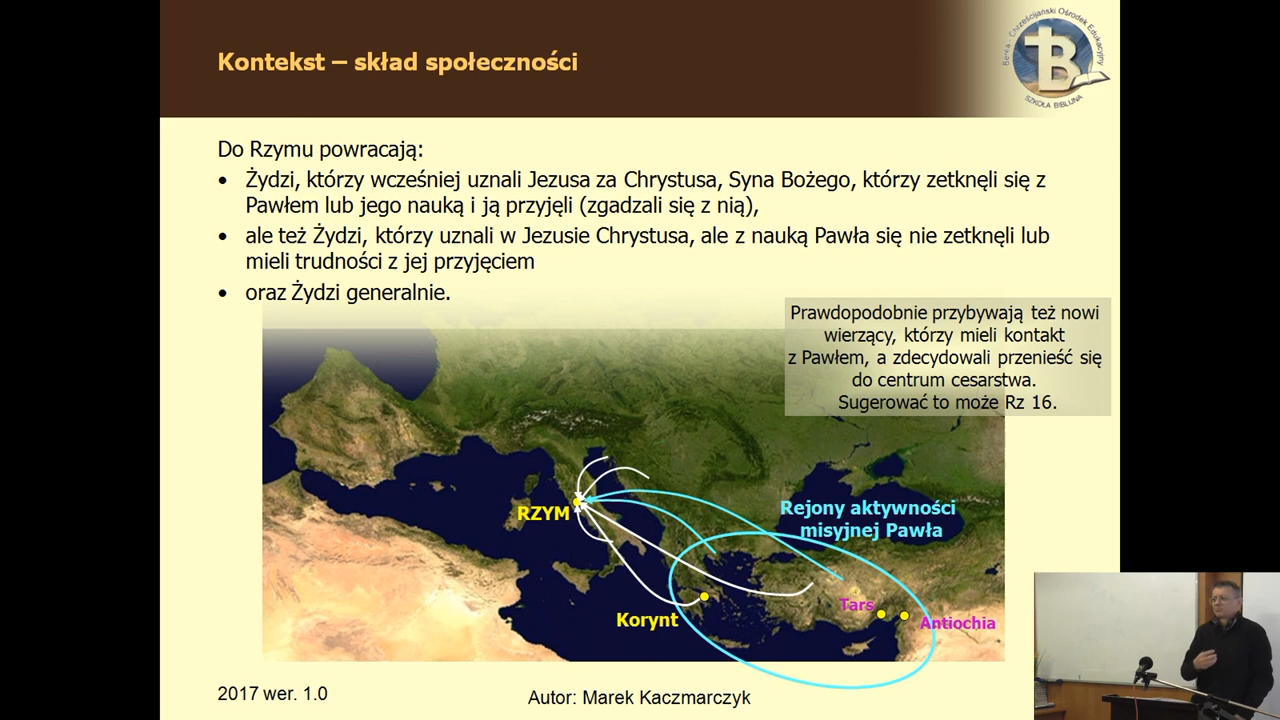 Kontekst – skład społeczności
Berea - Chrześcijański Ośrodek Edukacyjny
SZKOŁA BIBLIJNA
Do Rzymu powracają:
• Żydzi, którzy wcześniej uznali Jezusa za Chrystusa, Syna Bożego, którzy zetknęli się z
Pawłem lub jego nauką i ją przyjęli (zgadzali się z nią),
• ale też Żydzi, którzy uznali w Jezusie Chrystusa, ale z nauką Pawła się nie zetknęli lub
mieli trudności z jej przyjęciem
• oraz Żydzi generalnie.
Prawdopodobnie przybywają też nowi
wierzący, którzy mieli kontakt
z Pawłem, a zdecydowali przenieść się
do centrum cesarstwa.
Sugerować to może Rz 16.
RZYM
Rejony aktywności
misyjnej Pawła
Tars
Korynt
Antiochia
2017 wer. 1.0
Autor: Marek Kaczmarczyk